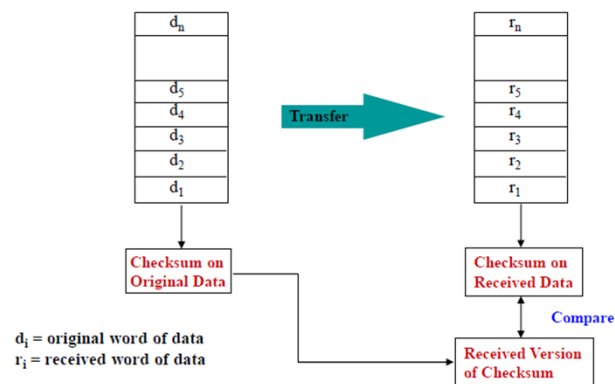 dₙ
d₅
d₄
d₃
d₂
d₁
Transfer
rₙ
r₅
r₄
r₃
r₂
r₁
Checksum on
Original Data
Checksum on
Received Data
Compare
Received Version
of Checksum
dᵢ = original word of data
rᵢ = received word of data